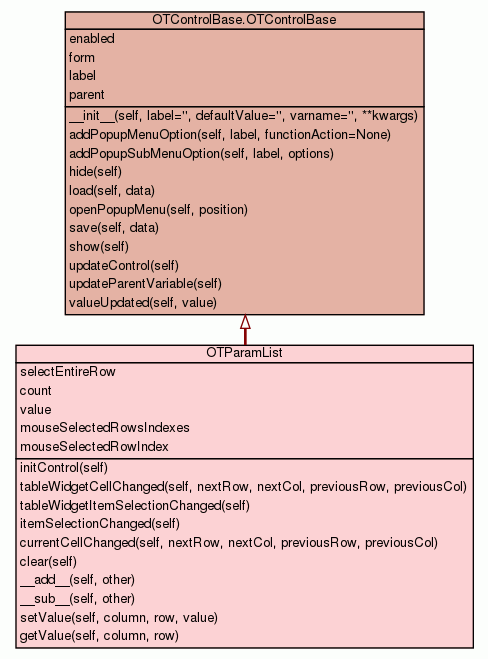 OTControlBase.OTControlBase
enabled
form
label
parent
__init__(self, label='', defaultValue='', varname='', **kwargs)
addPopupMenuOption(self, label, functionAction=None)
addPopupSubMenuOption(self, label, options)
hide(self)
load(self, data)
openPopupMenu(self, position)
save(self, data)
show(self)
updateControl(self)
updateParentVariable(self)
valueUpdated(self, value)
OTParamList
selectEntireRow
count
value
mouseSelectedRowsIndexes
mouseSelectedRowIndex
initControl(self)
tableWidgetCellChanged(self, nextRow, nextCol, previousRow, previousCol)
tableWidgetItemSelectionChanged(self)
itemSelectionChanged(self)
currentCellChanged(self, nextRow, nextCol, previousRow, previousCol)
clear(self)
__add__(self, other)
__sub__(self, other)
setValue(self, column, row, value)
getValue(self, column, row)